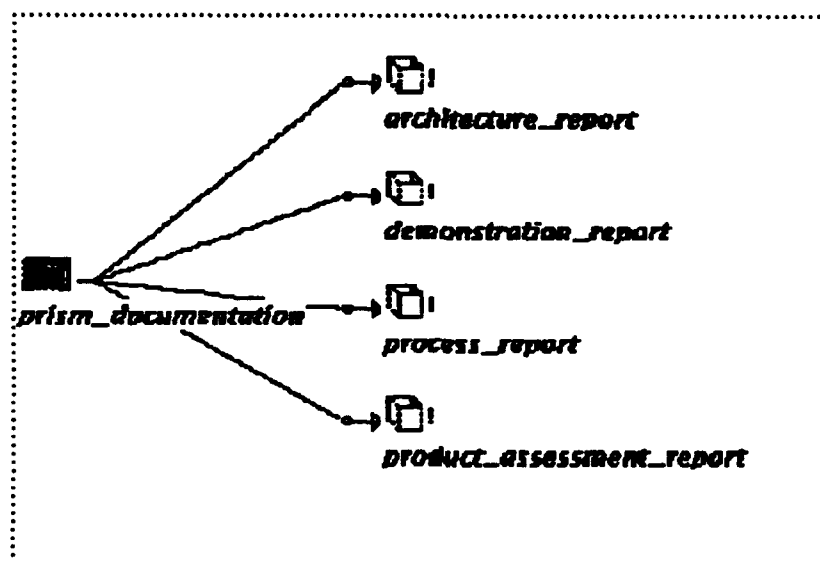 architecture_report
demonstration_report
prism_documentation
process_report
product_assessment_report